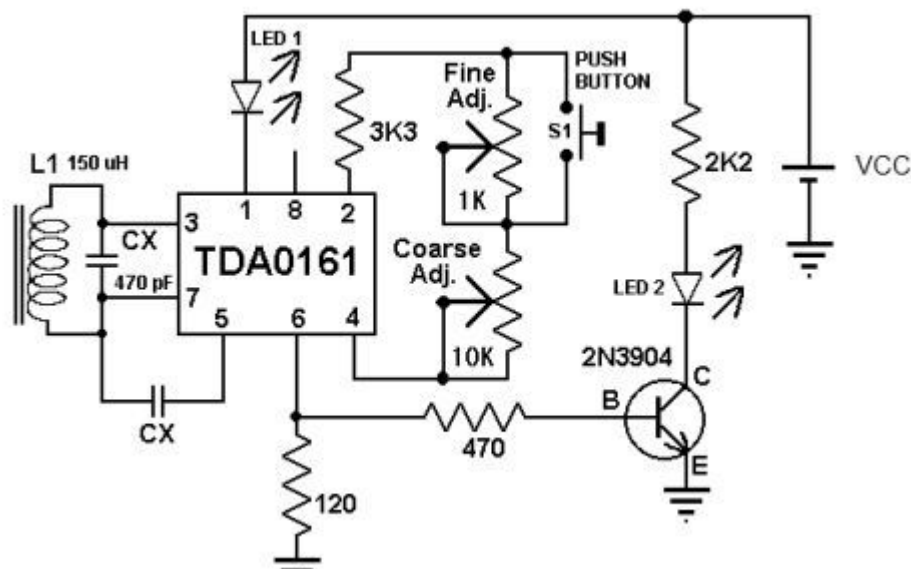 LED 1
Fine
Adj.
PUSH
BUTTON
3K3
S1
2K2
VCC
L1 150 uH
1K
1 8 2
3
CX
TDA0161
Coarse
Adj.
470 pF
7
LED 2
5 6 4
10K
2N3904
C
B
CX
470
E
120